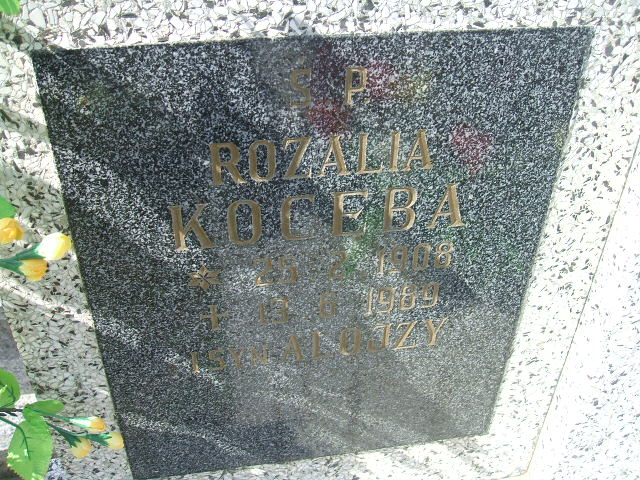 S P
ROZALIA
KOCEBA
* 25 2 1908
+ 13 6 1989
I SYN ALOJZY